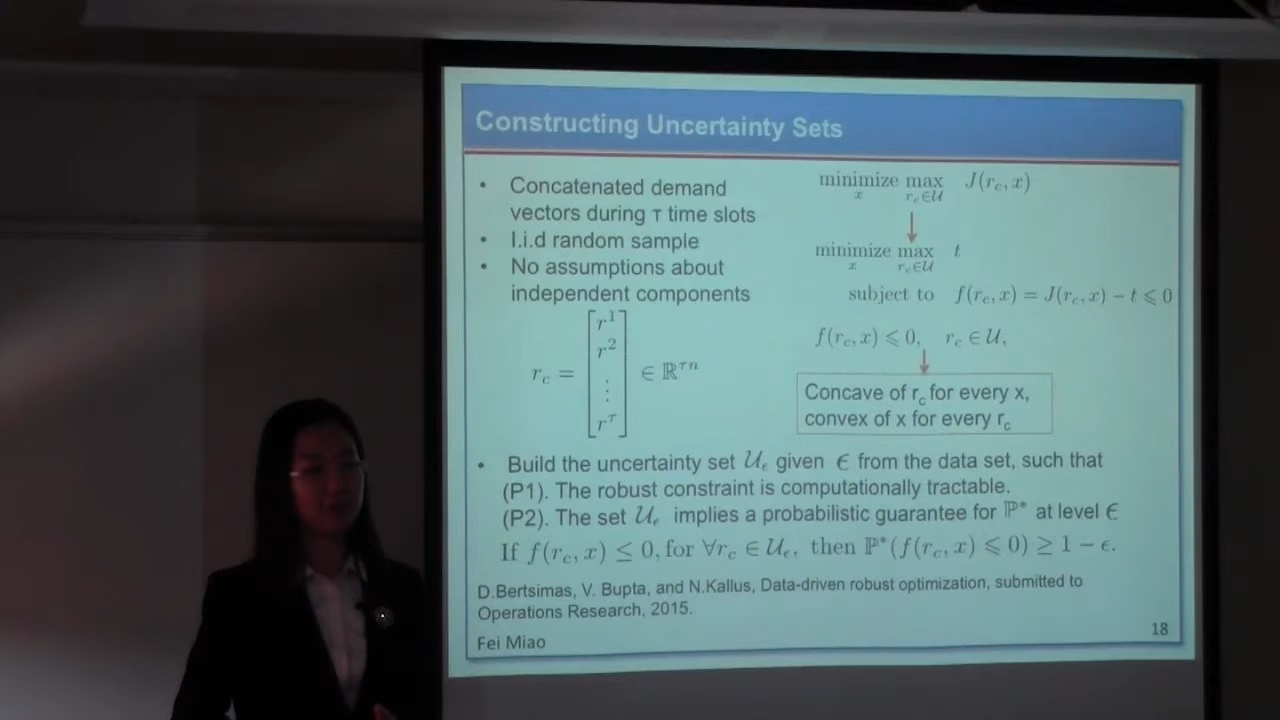 Constructing Uncertainty Sets
• Concatenated demand
vectors during τ time slots
• I.i.d random sample
• No assumptions about
independent components
r_c = [r^1 r^2 ⋮ r^τ] ∈ ℝ^{τn}
minimize_x max_{r_c∈𝒰} J(r_c, x)
minimize_x max_{r_c∈𝒰} t
subject to f(r_c, x) = J(r_c, x) − t ⩽ 0
f(r_c, x) ⩽ 0, r_c ∈ 𝒰,
Concave of r_c for every x,
convex of x for every r_c
• Build the uncertainty set 𝒰_ϵ given ϵ from the data set, such that
(P1). The robust constraint is computationally tractable.
(P2). The set 𝒰_ϵ implies a probabilistic guarantee for ℙ* at level ϵ
If f(r_c, x) ≤ 0, for ∀r_c ∈ 𝒰_ϵ, then ℙ*(f(r_c, x) ⩽ 0) ≥ 1 − ϵ.
D.Bertsimas, V. Bupta, and N.Kallus, Data-driven robust optimization, submitted to
Operations Research, 2015.
Fei Miao
18